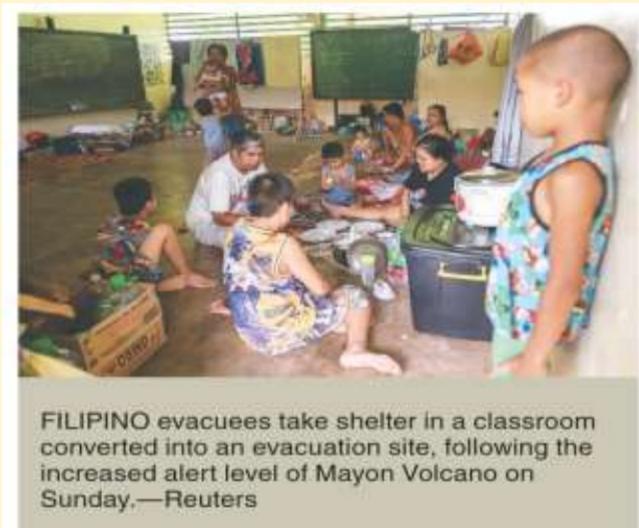 FILIPINO evacuees take shelter in a classroom
converted into an evacuation site, following the
increased alert level of Mayon Volcano on
Sunday.—Reuters